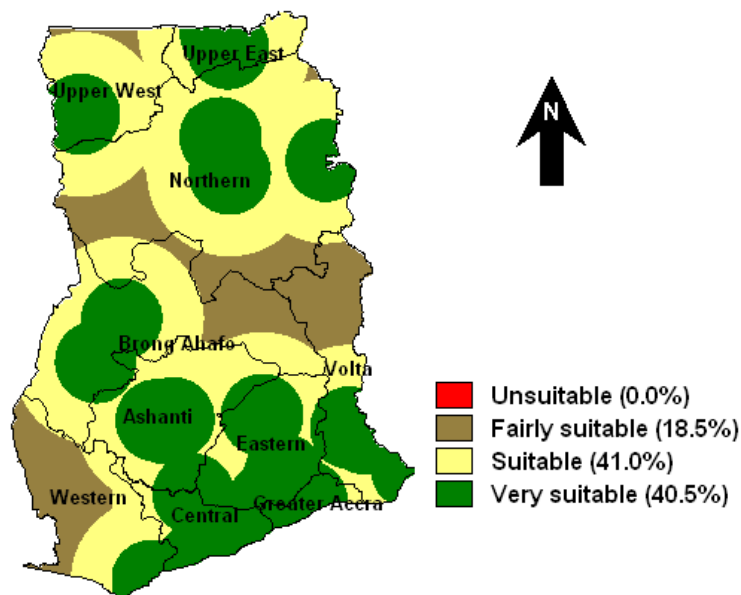 Upper East
Upper West
N
Northern
Brong Ahafo
Volta
Unsuitable (0.0%)
Ashanti
Fairly suitable (18.5%)
Eastern
Suitable (41.0%)
Western
Greater Accra
Very suitable (40.5%)
Central